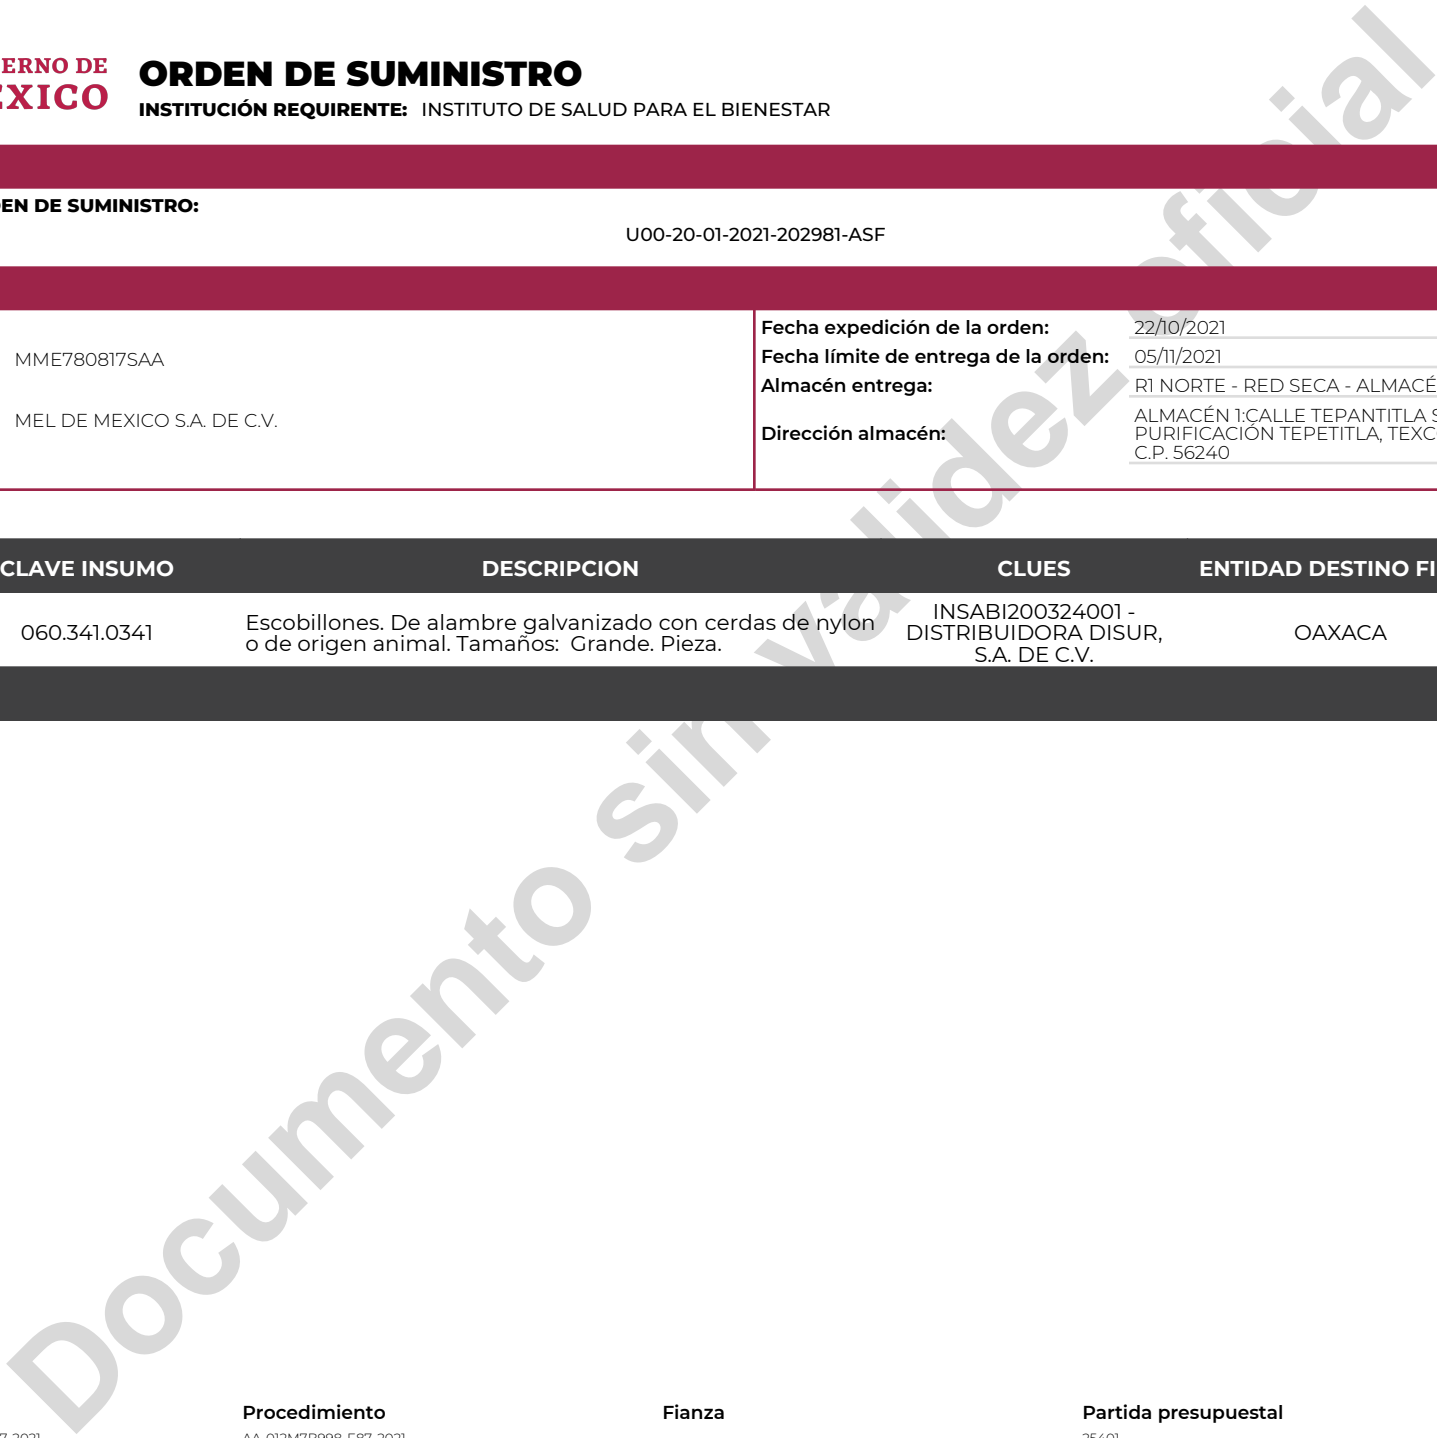 ERNO DE
EXICO
ORDEN DE SUMINISTRO
INSTITUCIÓN REQUIRENTE: INSTITUTO DE SALUD PARA EL BIENESTAR
EN DE SUMINISTRO:
U00-20-01-2021-202981-ASF
MME780817SAA
MEL DE MEXICO S.A. DE C.V.
Fecha expedición de la orden: 22/10/2021
Fecha límite de entrega de la orden: 05/11/2021
Almacén entrega: R1 NORTE - RED SECA - ALMACÉ
Dirección almacén:
ALMACÉN 1:CALLE TEPANTITLA S
PURIFICACIÓN TEPETITLA, TEXC
C.P. 56240
CLAVE INSUMO DESCRIPCION CLUES ENTIDAD DESTINO FI
060.341.0341
Escobillones. De alambre galvanizado con cerdas de nylon
o de origen animal. Tamaños: Grande. Pieza.
INSABI200324001 -
DISTRIBUIDORA DISUR,
S.A. DE C.V.
OAXACA
Documento sin validez oficial
Procedimiento Fianza Partida presupuestal